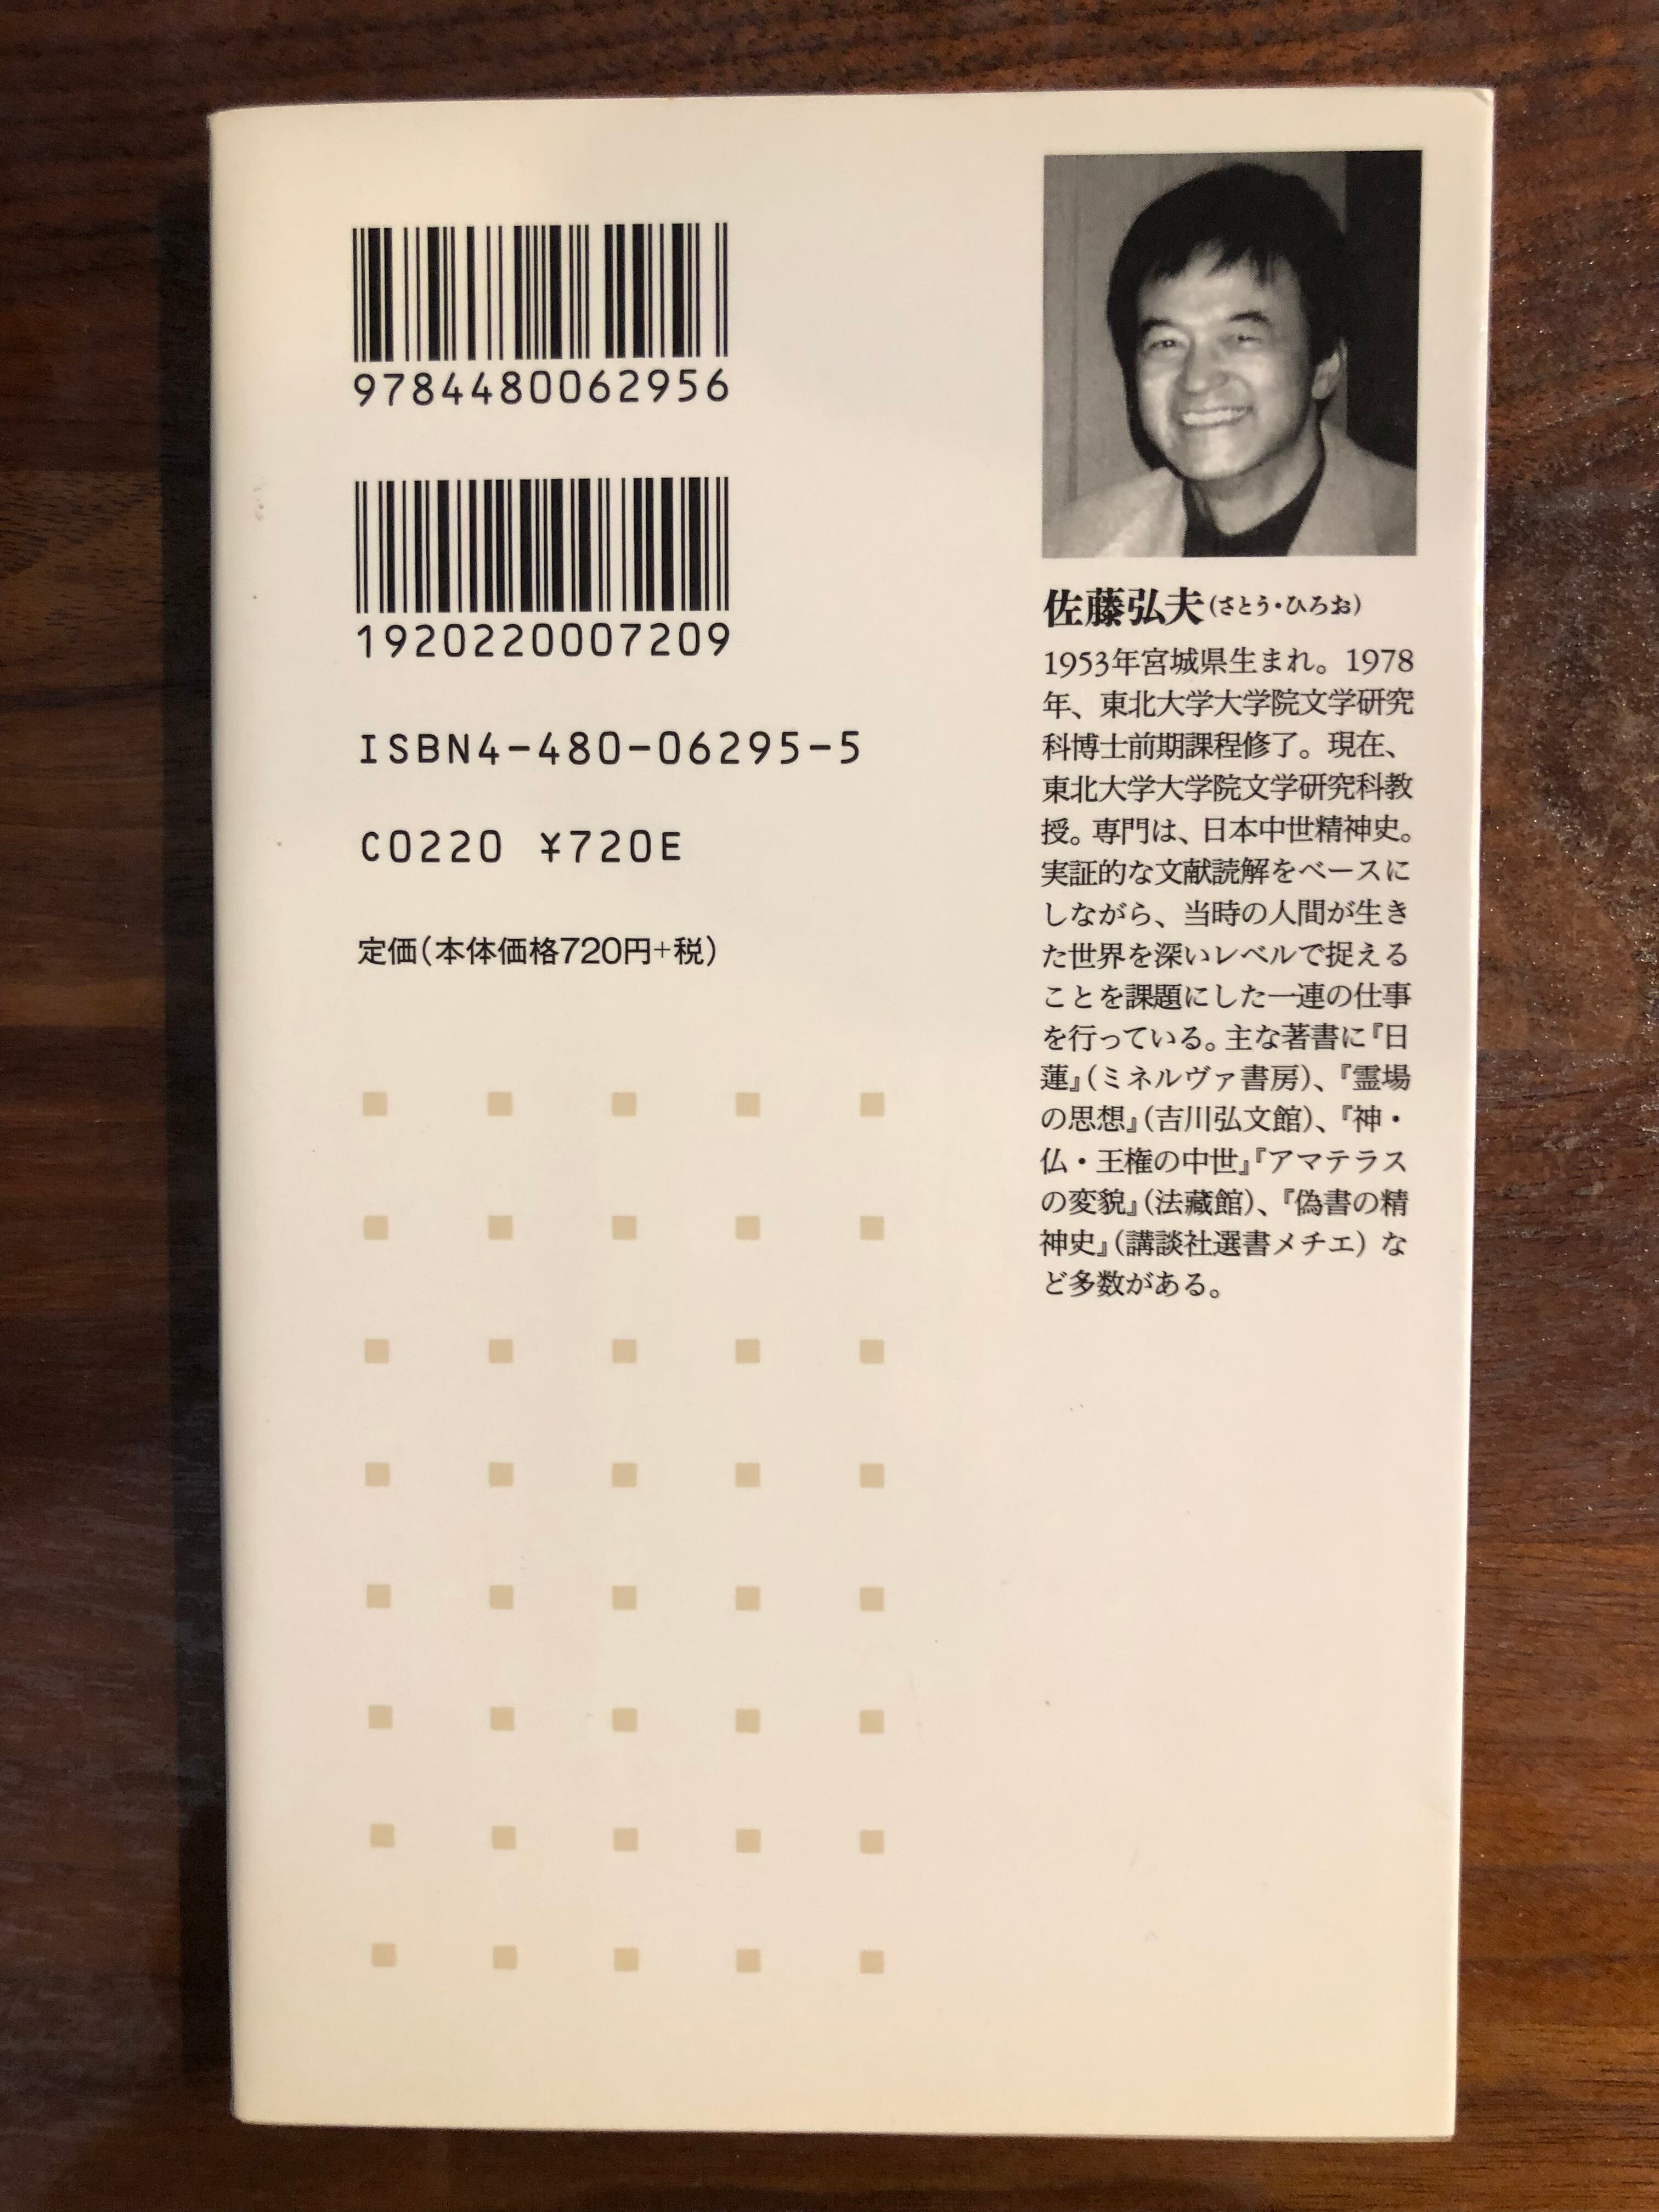 9784480062956
1920220007209
ISBN4-480-06295-5
C0220 ¥720E
定価(本体価格720円+税)
佐藤弘夫(さとう・ひろお)
1953年宮城県生まれ。1978
年、東北大学大学院文学研究
科博士前期課程修了。現在、
東北大学大学院文学研究科教
授。専門は、日本中世精神史。
実証的な文献読解をベースに
しながら、当時の人間が生き
た世界を深いレベルで捉える
ことを課題にした一連の仕事
を行っている。主な著書に『日
蓮』(ミネルヴァ書房)、『霊場
の思想』(吉川弘文館)、『神・
仏・王権の中世』『アマテラス
の変貌』(法藏館)、『偽書の精
神史』(講談社選書メチエ) な
ど多数がある。